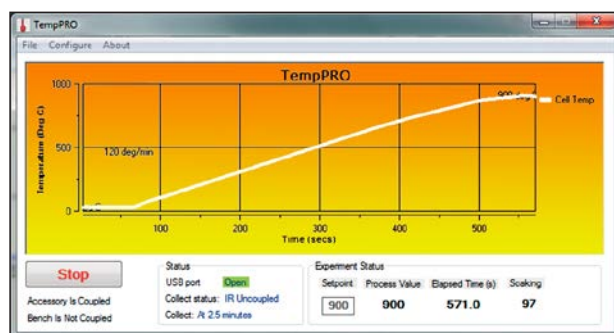 TempPRO
File Configure About
TempPRO
1000
500
0
Temperature (Deg C)
120 deg/min
900 deg
Cell Temp
100 200 300 400 500
Time (secs)
Stop
Accessory Is Coupled
Bench Is Not Coupled
Status
USB port Open
Collect status: IR Uncoupled
Collect: At 2.5 minutes
Experiment Status
Setpoint Process Value Elapsed Time (s) Soaking
900 900 571.0 97